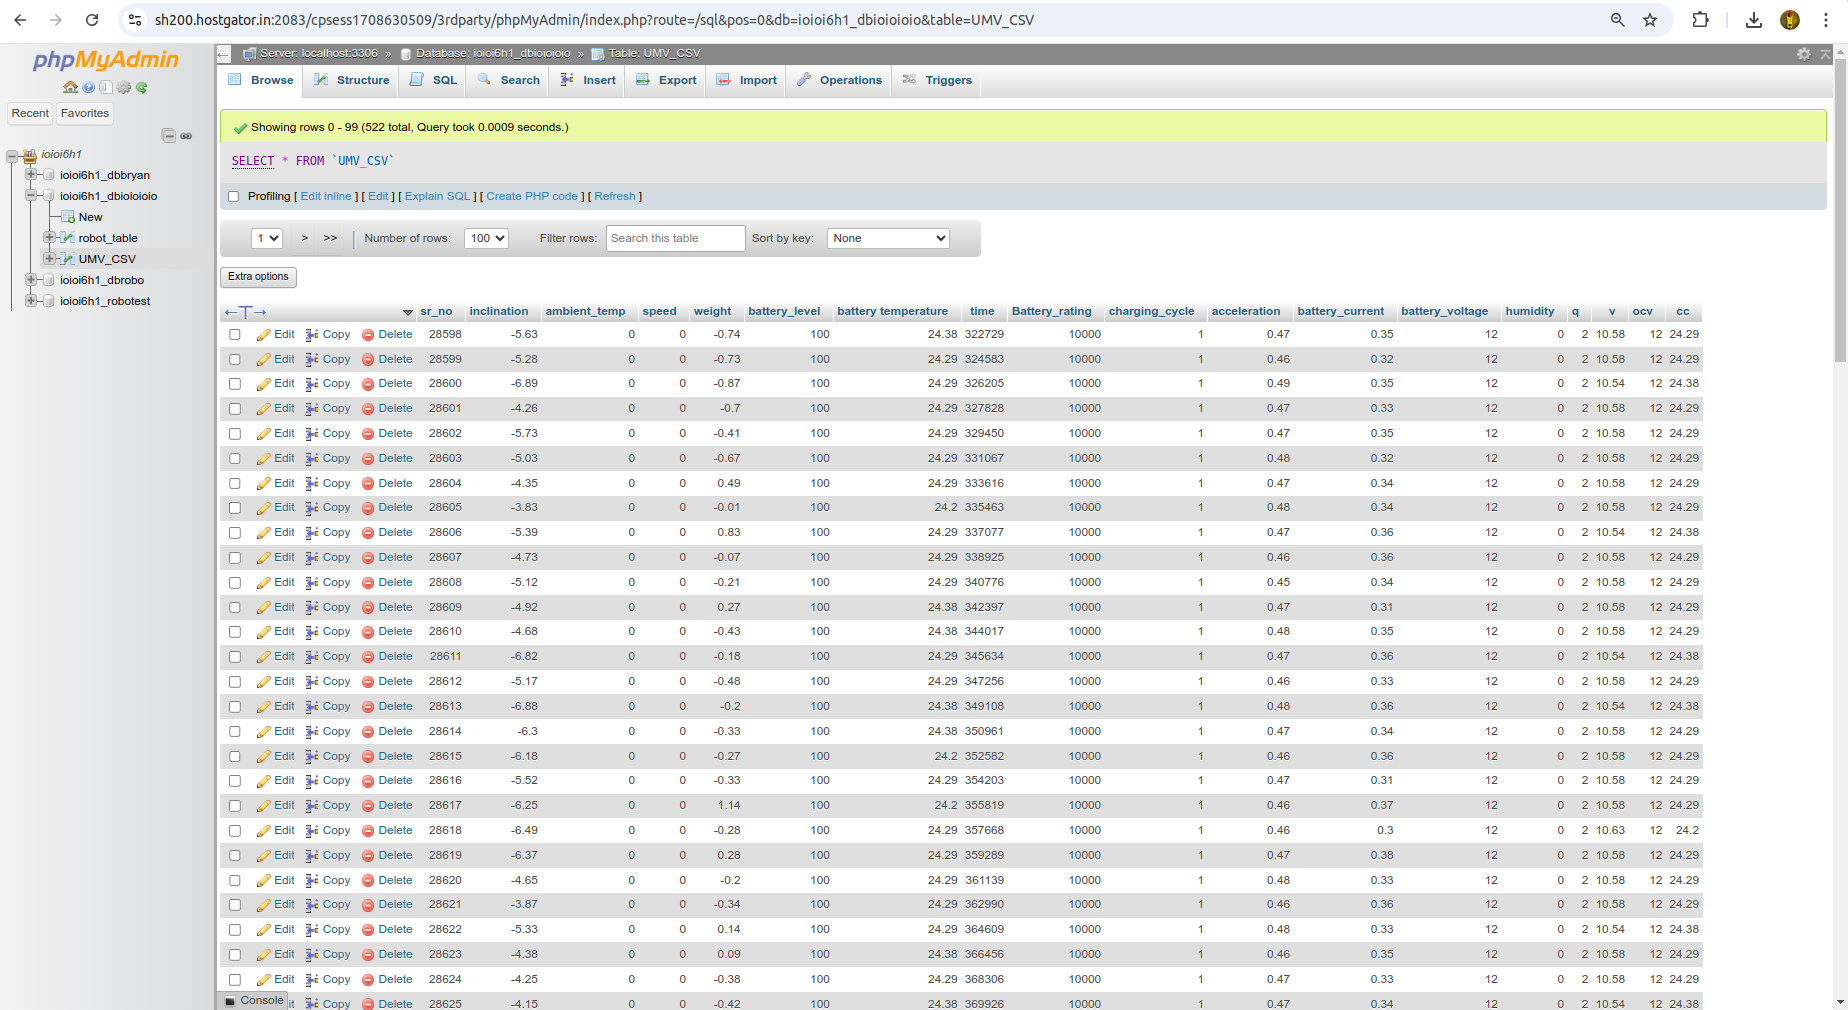 sh200.hostgator.in:2083/cpsess1708630509/3rdparty/phpMyAdmin/index.php?route=/sql&pos=0&db=ioioi6h1_dbioioioio&table=UMV_CSV
phpMyAdmin
Recent Favorites
ioioi6h1
ioioi6h1_dbbryan
ioioi6h1_dbioioioio
New
robot_table
UMV_CSV
ioioi6h1_dbrobo
ioioi6h1_robotest
Server: localhost:3306 » Database: ioioi6h1_dbioioioio » Table: UMV_CSV
Browse Structure SQL Search Insert Export Import Operations Triggers
Showing rows 0 - 99 (522 total, Query took 0.0009 seconds.)
SELECT * FROM `UMV_CSV`
Profiling [ Edit inline ] [ Edit ] [ Explain SQL ] [ Create PHP code ] [ Refresh ]
1 > >> Number of rows: 100 Filter rows: Search this table Sort by key: None
Extra options
←T→ sr_no inclination ambient_temp speed weight battery_level battery temperature time Battery_rating charging_cycle acceleration battery_current battery_voltage humidity q v ocv cc
Edit Copy Delete 28598 -5.63 0 0 -0.74 100 24.38 322729 10000 1 0.47 0.35 12 0 2 10.58 12 24.29
Edit Copy Delete 28599 -5.28 0 0 -0.73 100 24.29 324583 10000 1 0.46 0.32 12 0 2 10.58 12 24.29
Edit Copy Delete 28600 -6.89 0 0 -0.87 100 24.29 326205 10000 1 0.49 0.35 12 0 2 10.54 12 24.38
Edit Copy Delete 28601 -4.26 0 0 -0.7 100 24.29 327828 10000 1 0.47 0.33 12 0 2 10.58 12 24.29
Edit Copy Delete 28602 -5.73 0 0 -0.41 100 24.29 329450 10000 1 0.47 0.35 12 0 2 10.58 12 24.29
Edit Copy Delete 28603 -5.03 0 0 -0.67 100 24.29 331067 10000 1 0.48 0.32 12 0 2 10.58 12 24.29
Edit Copy Delete 28604 -4.35 0 0 0.49 100 24.29 333616 10000 1 0.47 0.34 12 0 2 10.58 12 24.29
Edit Copy Delete 28605 -3.83 0 0 -0.01 100 24.2 335463 10000 1 0.48 0.34 12 0 2 10.58 12 24.29
Edit Copy Delete 28606 -5.39 0 0 0.83 100 24.29 337077 10000 1 0.47 0.36 12 0 2 10.54 12 24.38
Edit Copy Delete 28607 -4.73 0 0 -0.07 100 24.29 338925 10000 1 0.46 0.36 12 0 2 10.58 12 24.29
Edit Copy Delete 28608 -5.12 0 0 -0.21 100 24.29 340776 10000 1 0.45 0.34 12 0 2 10.58 12 24.29
Edit Copy Delete 28609 -4.92 0 0 0.27 100 24.38 342397 10000 1 0.47 0.31 12 0 2 10.58 12 24.29
Edit Copy Delete 28610 -4.68 0 0 -0.43 100 24.38 344017 10000 1 0.48 0.35 12 0 2 10.58 12 24.29
Edit Copy Delete 28611 -6.82 0 0 -0.18 100 24.29 345634 10000 1 0.47 0.36 12 0 2 10.54 12 24.38
Edit Copy Delete 28612 -5.17 0 0 -0.48 100 24.29 347256 10000 1 0.46 0.33 12 0 2 10.58 12 24.29
Edit Copy Delete 28613 -6.88 0 0 -0.2 100 24.38 349108 10000 1 0.48 0.36 12 0 2 10.54 12 24.38
Edit Copy Delete 28614 -6.3 0 0 -0.33 100 24.38 350961 10000 1 0.47 0.34 12 0 2 10.58 12 24.29
Edit Copy Delete 28615 -6.18 0 0 -0.27 100 24.2 352582 10000 1 0.46 0.36 12 0 2 10.58 12 24.29
Edit Copy Delete 28616 -5.52 0 0 -0.33 100 24.29 354203 10000 1 0.47 0.31 12 0 2 10.58 12 24.29
Edit Copy Delete 28617 -6.25 0 0 1.14 100 24.2 355819 10000 1 0.46 0.37 12 0 2 10.58 12 24.29
Edit Copy Delete 28618 -6.49 0 0 -0.28 100 24.29 357668 10000 1 0.46 0.3 12 0 2 10.63 12 24.2
Edit Copy Delete 28619 -6.37 0 0 0.28 100 24.29 359289 10000 1 0.47 0.38 12 0 2 10.58 12 24.29
Edit Copy Delete 28620 -4.65 0 0 -0.2 100 24.29 361139 10000 1 0.48 0.33 12 0 2 10.58 12 24.29
Edit Copy Delete 28621 -3.87 0 0 -0.34 100 24.29 362990 10000 1 0.46 0.36 12 0 2 10.58 12 24.29
Edit Copy Delete 28622 -5.33 0 0 0.14 100 24.29 364609 10000 1 0.48 0.33 12 0 2 10.54 12 24.38
Edit Copy Delete 28623 -4.38 0 0 0.09 100 24.38 366456 10000 1 0.46 0.35 12 0 2 10.58 12 24.29
Edit Copy Delete 28624 -4.25 0 0 -0.38 100 24.29 368306 10000 1 0.47 0.33 12 0 2 10.58 12 24.29
Console it Copy Delete 28625 -4.15 0 0 -0.42 100 24.38 369926 10000 1 0.47 0.34 12 0 2 10.54 12 24.38